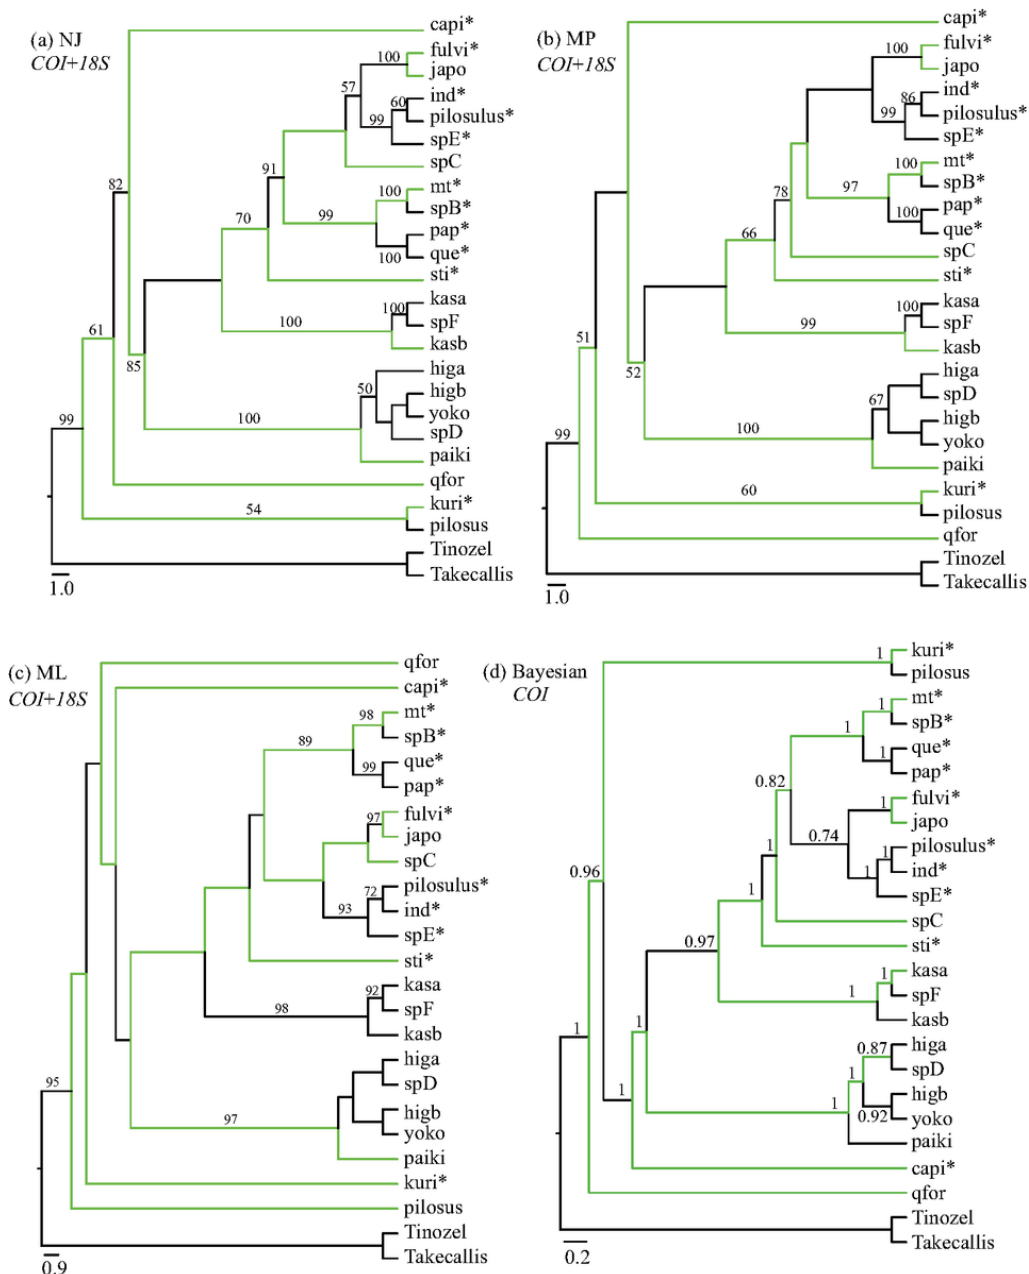 (a) NJ
COI+18S
capi*
fulvi*
100
japo
57
ind*
60
pilosulus*
99
spE*
spC
91
82
mt*
100
spB*
70
99
pap*
que*
100
sti*
kasa
100
spF
100
kasb
61
85
higa
50
higb
yoko
100
spD
99
paiki
qfor
kuri*
54
pilosus
Tinozel
Takecallis
1.0
(b) MP
COI+18S
capi*
fulvi*
100
japo
ind*
86
pilosulus*
99
spE*
mt*
100
spB*
97
78
pap*
100
que*
66
spC
sti*
kasa
100
spF
99
kasb
51
52
higa
spD
67
higb
100
yoko
99
paiki
kuri*
60
pilosus
qfor
Tinozel
Takecallis
1.0
(c) ML
COI+18S
qfor
capi*
mt*
98
spB*
89
que*
99
pap*
fulvi*
97
japo
spC
pilosulus*
72
ind*
93
spE*
sti*
kasa
92
spF
98
kasb
higa
spD
95
higb
97
yoko
paiki
kuri*
pilosus
Tinozel
Takecallis
0.9
(d) Bayesian
COI
kuri*
1
pilosus
mt*
1
spB*
1
que*
1
pap*
0.82
fulvi*
1
japo
0.74
pilosulus*
1
ind*
1
spE*
1
0.96
spC
1
sti*
0.97
kasa
1
spF
1
kasb
1
1
higa
0.87
spD
1
higb
1
yoko
0.92
paiki
1
capi*
qfor
Tinozel
Takecallis
0.2